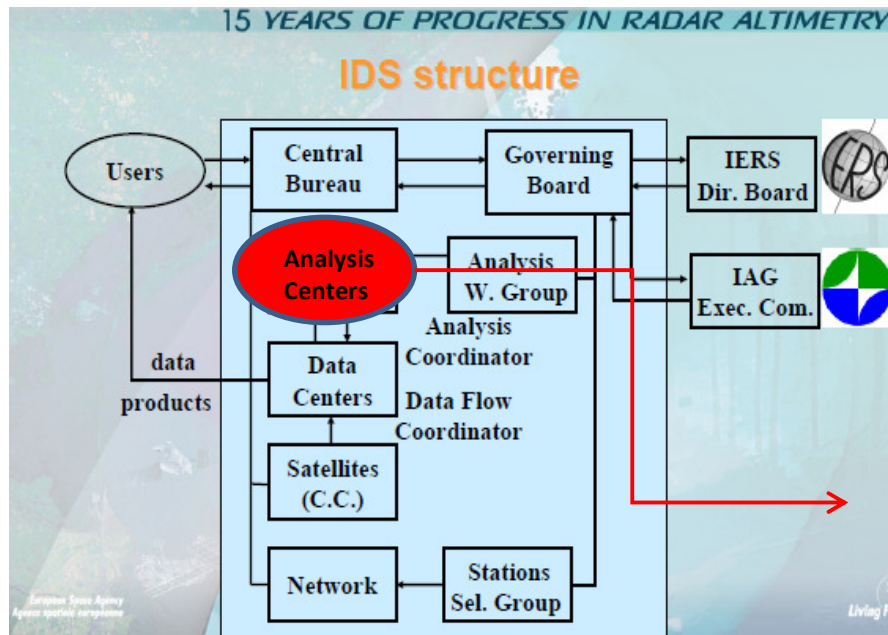 15 YEARS OF PROGRESS IN RADAR ALTIMETRY
IDS structure
Users
Central
Bureau
Governing
Board
IERS
Dir. Board
Analysis
Centers
Analysis
W. Group
IAG
Exec. Com.
Analysis
Coordinator
data
products
Data
Centers
Data Flow
Coordinator
Satellites
(C.C.)
Network
Stations
Sel. Group
European Space Agency
Agence spatiale européenne
Living